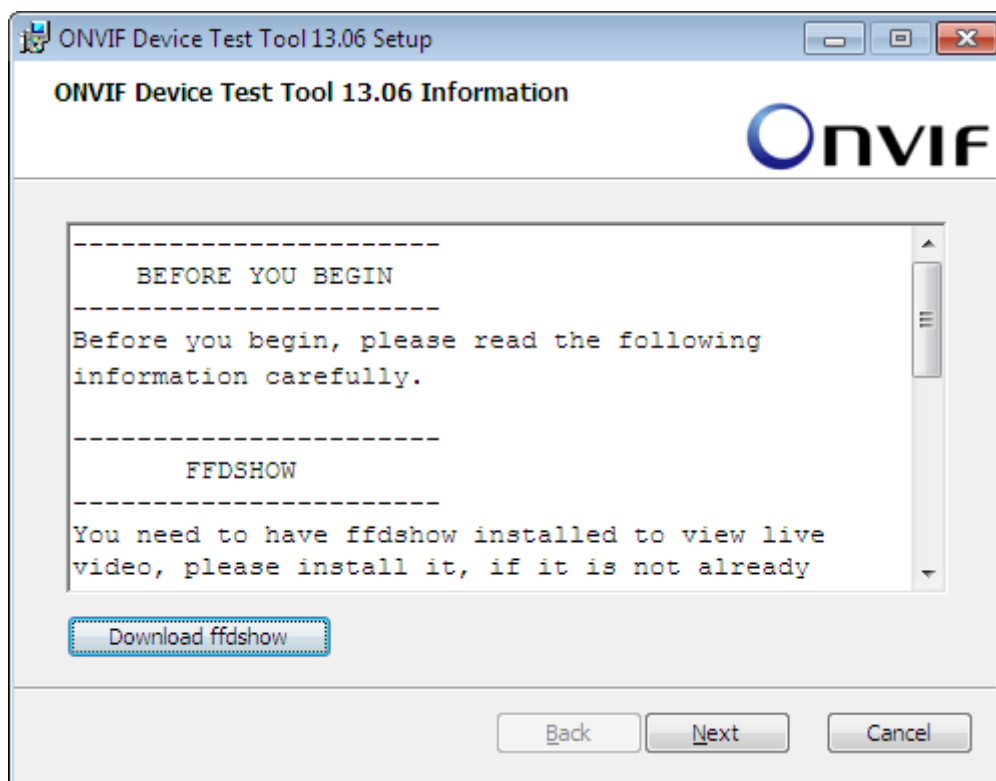 ONVIF Device Test Tool 13.06 Setup
ONVIF Device Test Tool 13.06 Information
ONVIF
-----------------------
BEFORE YOU BEGIN
-----------------------
Before you begin, please read the following
information carefully.
-----------------------
FFDSHOW
-----------------------
You need to have ffdshow installed to view live
video, please install it, if it is not already
Download ffdshow
Back Next Cancel